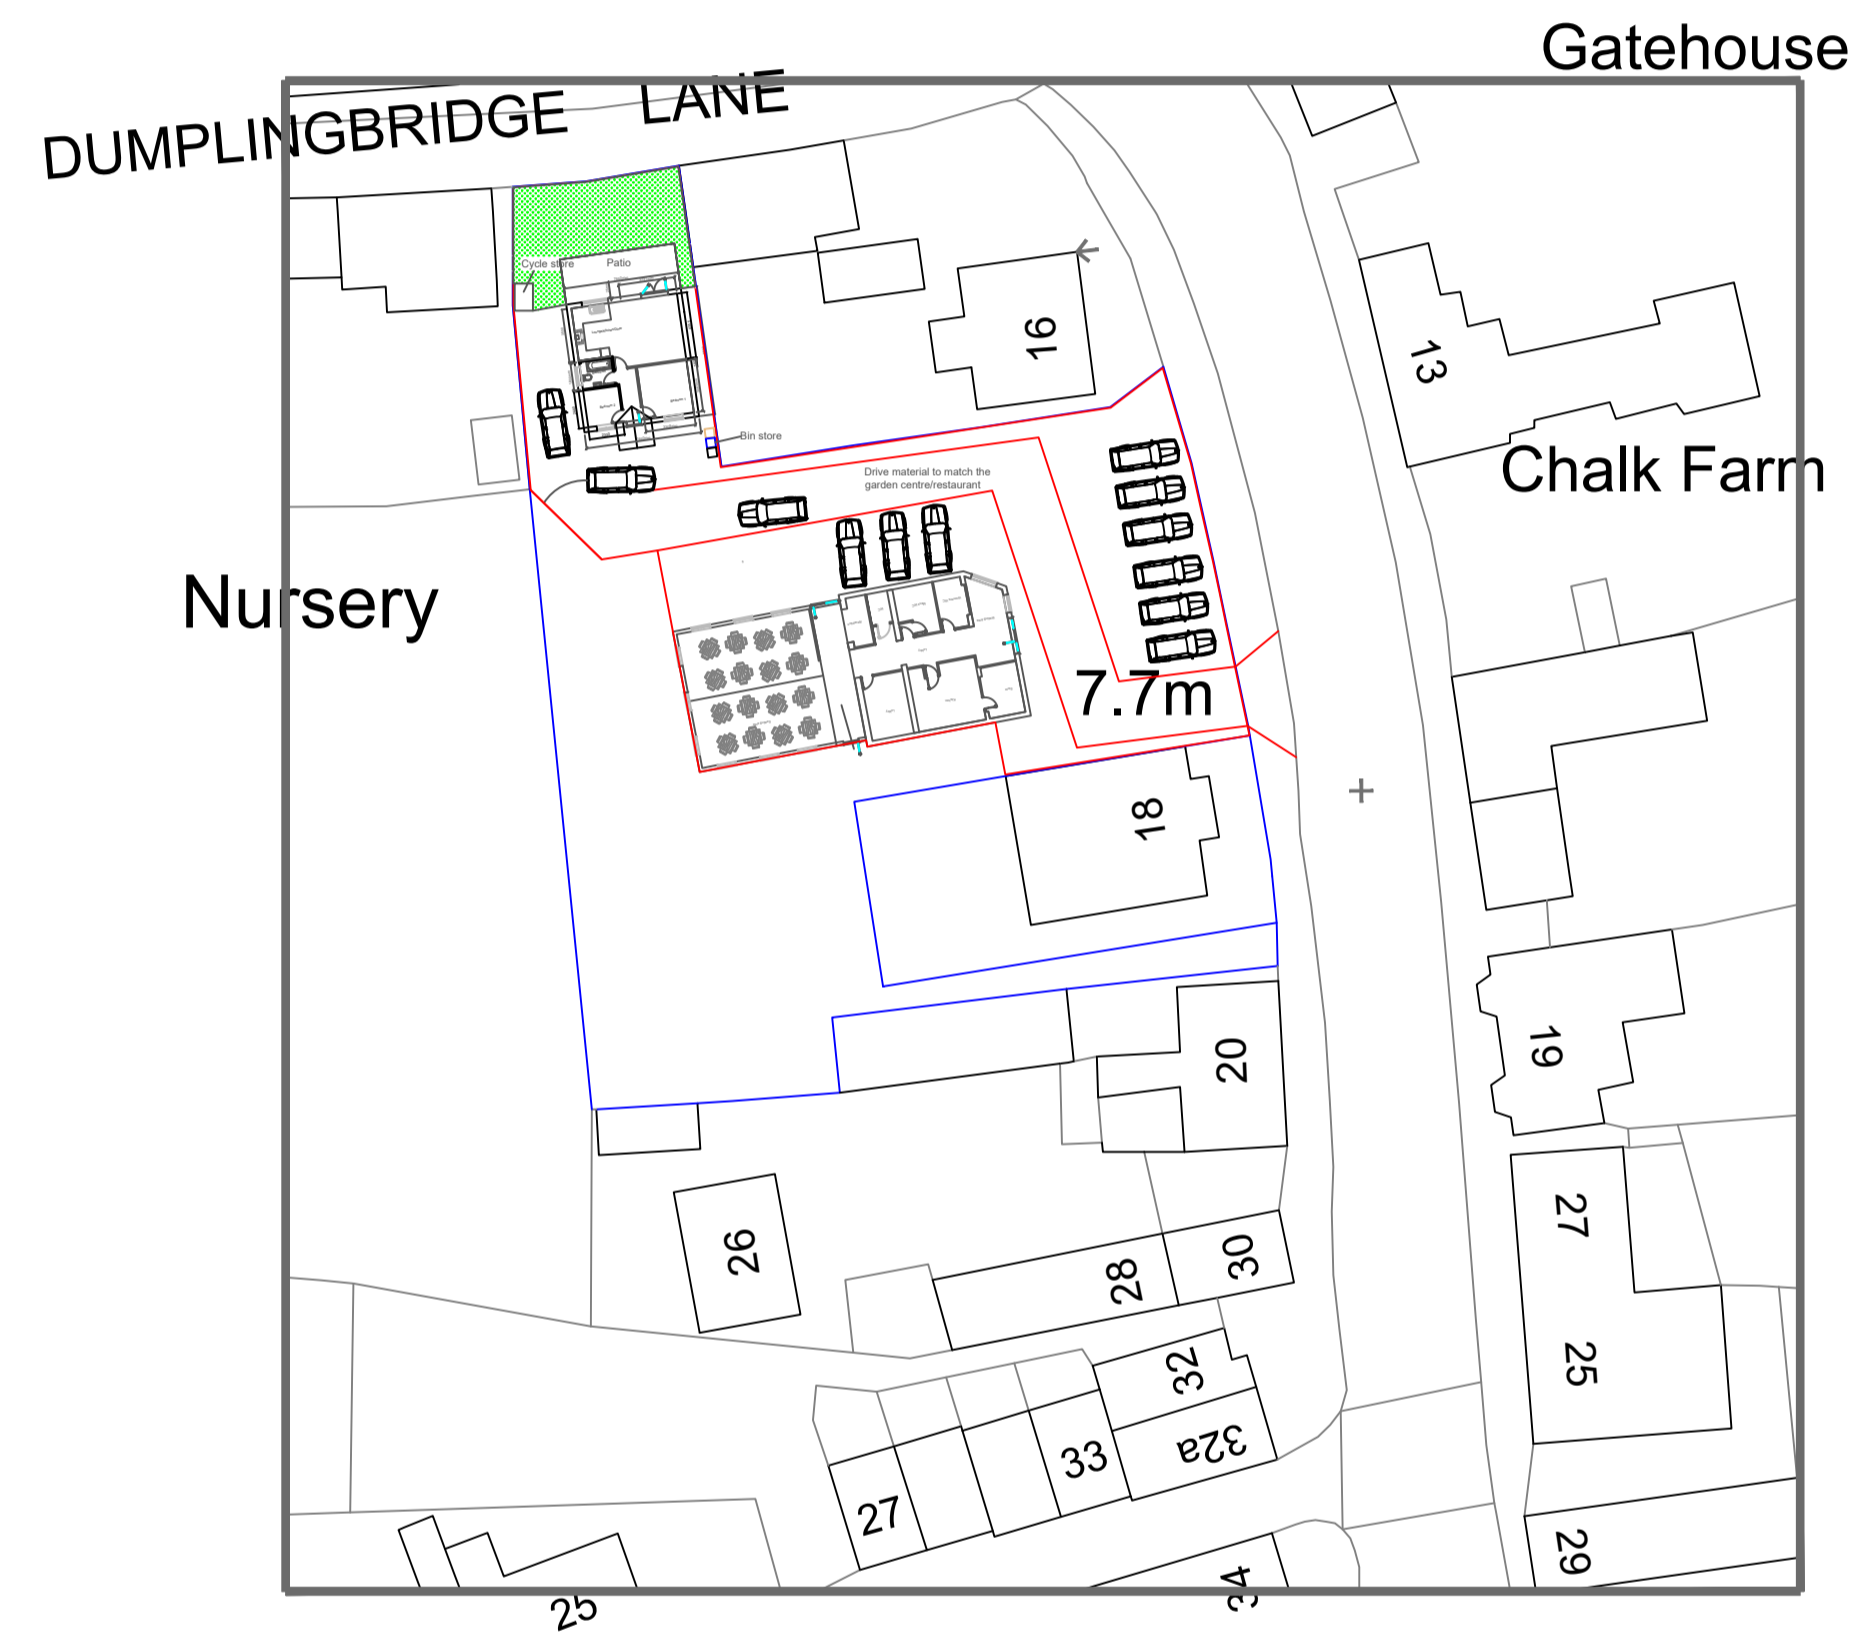 Gatehouse
DUMPLINGBRIDGE LANE
Cycle store
Patio
16
13
Bin store
Drive material to match the
garden centre/restaurant
Chalk Farm
Nursery
7.7m
18
20
19
26
28
30
27
25
32
32a
33
27
29
34
25